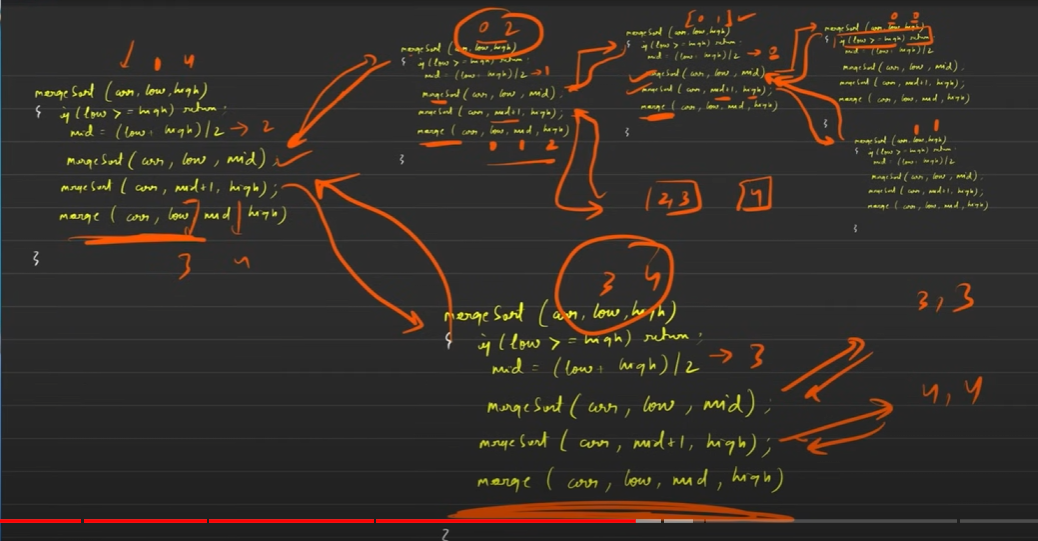 0 4
mergeSort (arr, low, high)
{ if (low >= high) return;
mid = (low + high)/2 → 2
mergeSort (arr, low, mid);
mergeSort (arr, mid+1, high);
merge (arr, low, mid, high)
}
3 4
0 2
mergeSort (arr, low, high)
{ if (low >= high) return;
mid = (low + high)/2 → 1
mergeSort (arr, low, mid);
mergeSort (arr, mid+1, high);
merge (arr, low, mid, high)
}
[0 1]
mergeSort (arr, low, high)
{ if (low >= high) return;
mid = (low + high)/2 → 0
mergeSort (arr, low, mid);
mergeSort (arr, mid+1, high);
merge (arr, low, mid, high)
}
0 0
mergeSort (arr, low, high)
{ if (low >= high) return;
mid = (low + high)/2
mergeSort (arr, low, mid);
mergeSort (arr, mid+1, high);
merge (arr, low, mid, high)
}
1 1
mergeSort (arr, low, high)
{ if (low >= high) return;
mid = (low + high)/2
mergeSort (arr, low, mid);
mergeSort (arr, mid+1, high);
merge (arr, low, mid, high)
}
3 4
mergeSort (arr, low, high)
{ if (low >= high) return;
mid = (low + high)/2 → 3
mergeSort (arr, low, mid);
mergeSort (arr, mid+1, high);
merge (arr, low, mid, high)
3, 3
4, 4